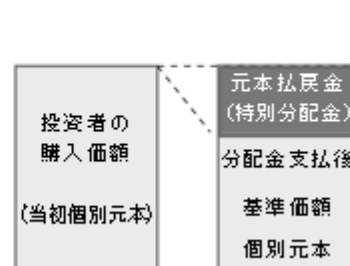 投資者の
購入価額
(当初個別元本)
元本払戻金
(特別分配金)
分配金支払後
基準価額
個別元本